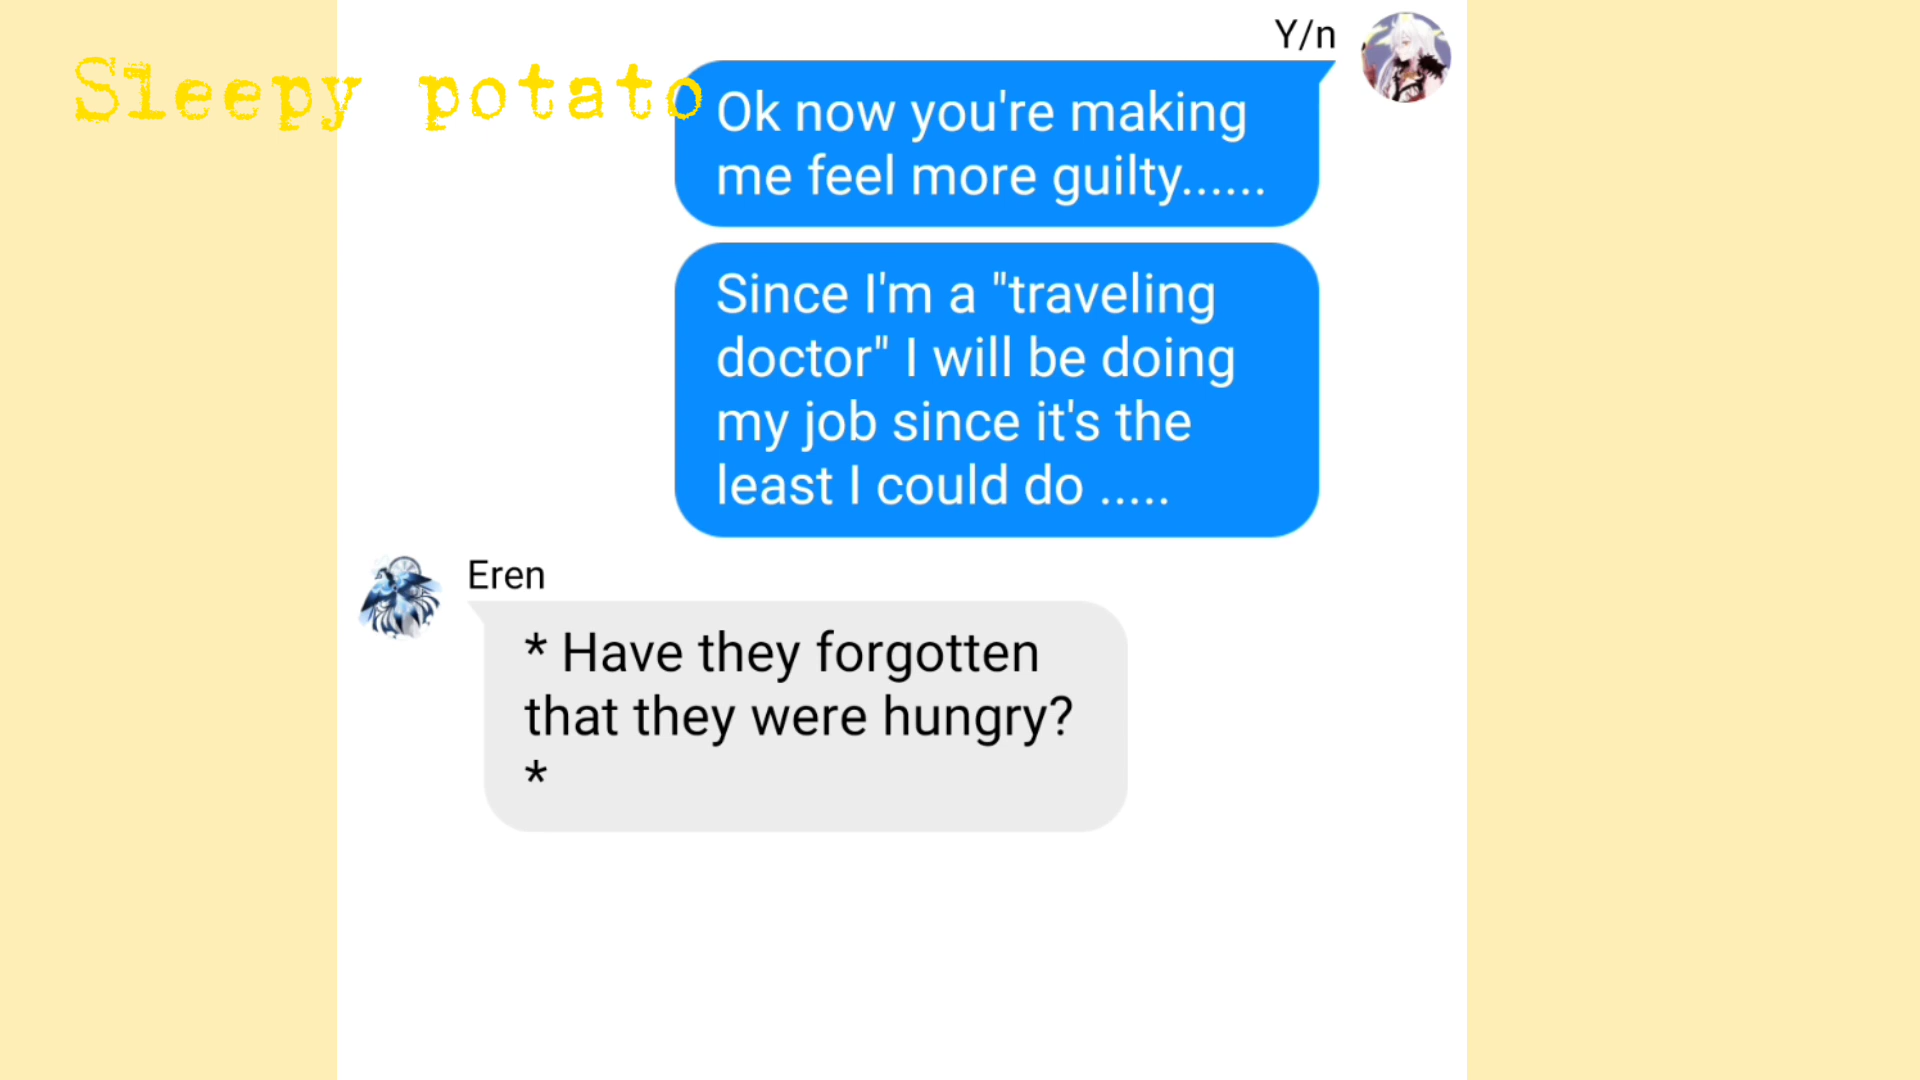 Sleepy potato
Y/n
Ok now you're making
me feel more guilty......
Since I'm a "traveling
doctor" I will be doing
my job since it's the
least I could do .....
Eren
* Have they forgotten
that they were hungry?
*